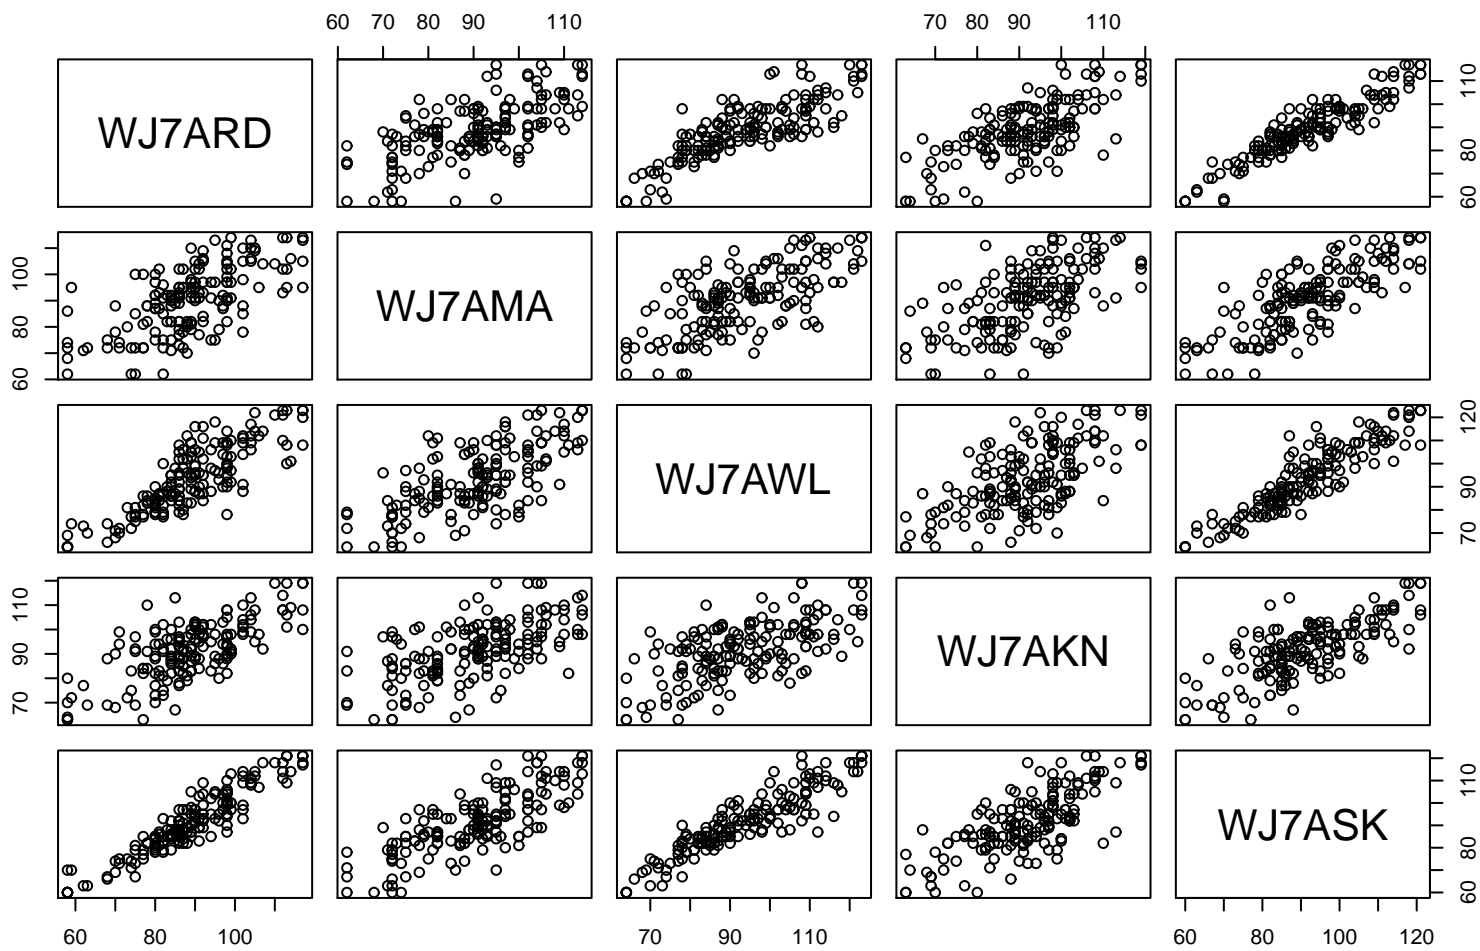 60 70 80 90 110 70 80 90 110
WJ7ARD 60 80 110
60 80 100 WJ7AMA
WJ7AWL 70 90 120
70 90 110 WJ7AKN
WJ7ASK 60 80 110
60 80 100 70 90 110 60 80 100 120